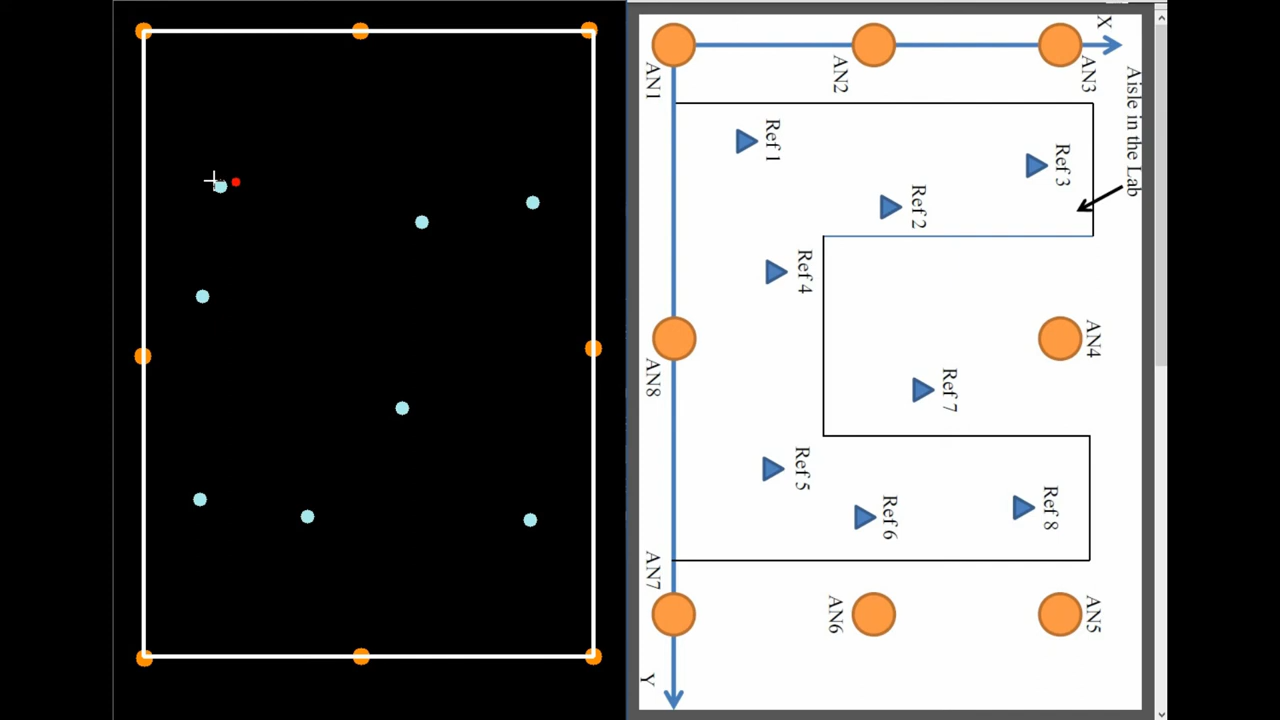 X
AN1
AN2
AN3
Aisle in the Lab
Ref 1
Ref 3
Ref 2
Ref 4
AN8
AN4
Ref 7
Ref 5
Ref 6
Ref 8
AN7
AN6
AN5
Y